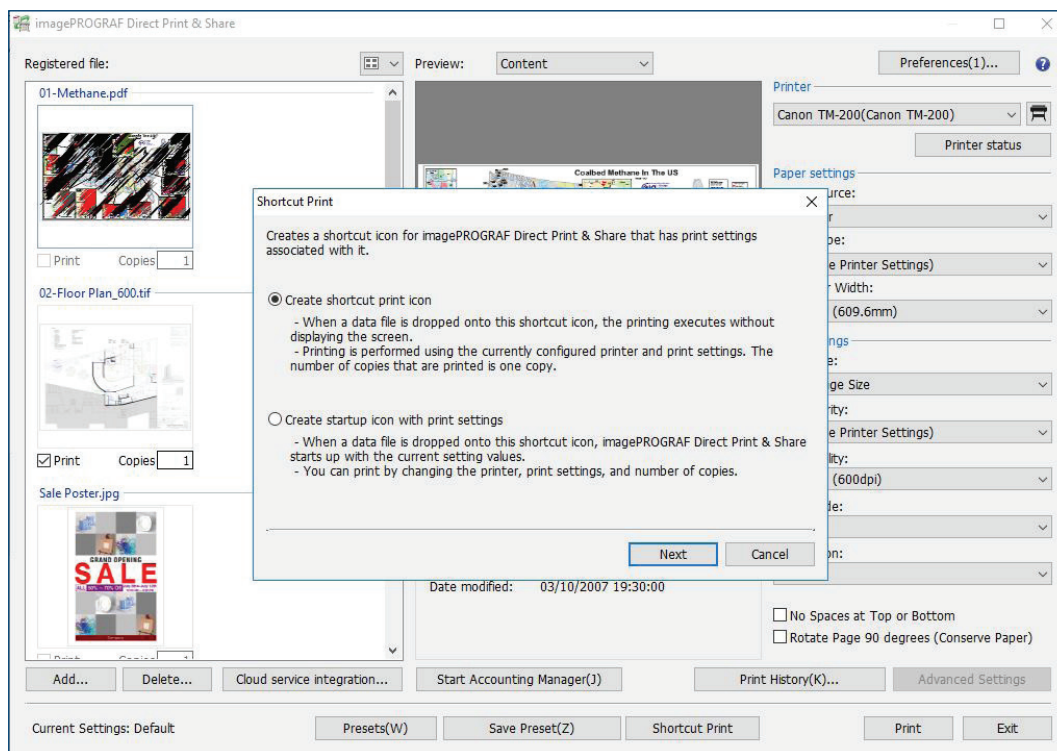 imagePROGRAF Direct Print & Share
Registered file:
Preview:
Content
Preferences(1)...
01-Methane.pdf
Print
Copies
1
02-Floor Plan_600.tif
Print
Copies
1
Sale Poster.jpg
GRAND OPENING
SALE
Coalbed Methane In The US
Printer
Canon TM-200(Canon TM-200)
Printer status
Paper settings
urce:
r
pe:
e Printer Settings)
r Width:
(609.6mm)
ngs
e:
ge Size
rity:
e Printer Settings)
lity:
(600dpi)
de:
on:
No Spaces at Top or Bottom
Rotate Page 90 degrees (Conserve Paper)
Shortcut Print
Creates a shortcut icon for imagePROGRAF Direct Print & Share that has print settings
associated with it.
Create shortcut print icon
- When a data file is dropped onto this shortcut icon, the printing executes without
displaying the screen.
- Printing is performed using the currently configured printer and print settings. The
number of copies that are printed is one copy.
Create startup icon with print settings
- When a data file is dropped onto this shortcut icon, imagePROGRAF Direct Print & Share
starts up with the current setting values.
- You can print by changing the printer, print settings, and number of copies.
Next
Cancel
Date modified:
03/10/2007 19:30:00
Add...
Delete...
Cloud service integration...
Start Accounting Manager(J)
Print History(K)...
Advanced Settings
Current Settings: Default
Presets(W)
Save Preset(Z)
Shortcut Print
Print
Exit